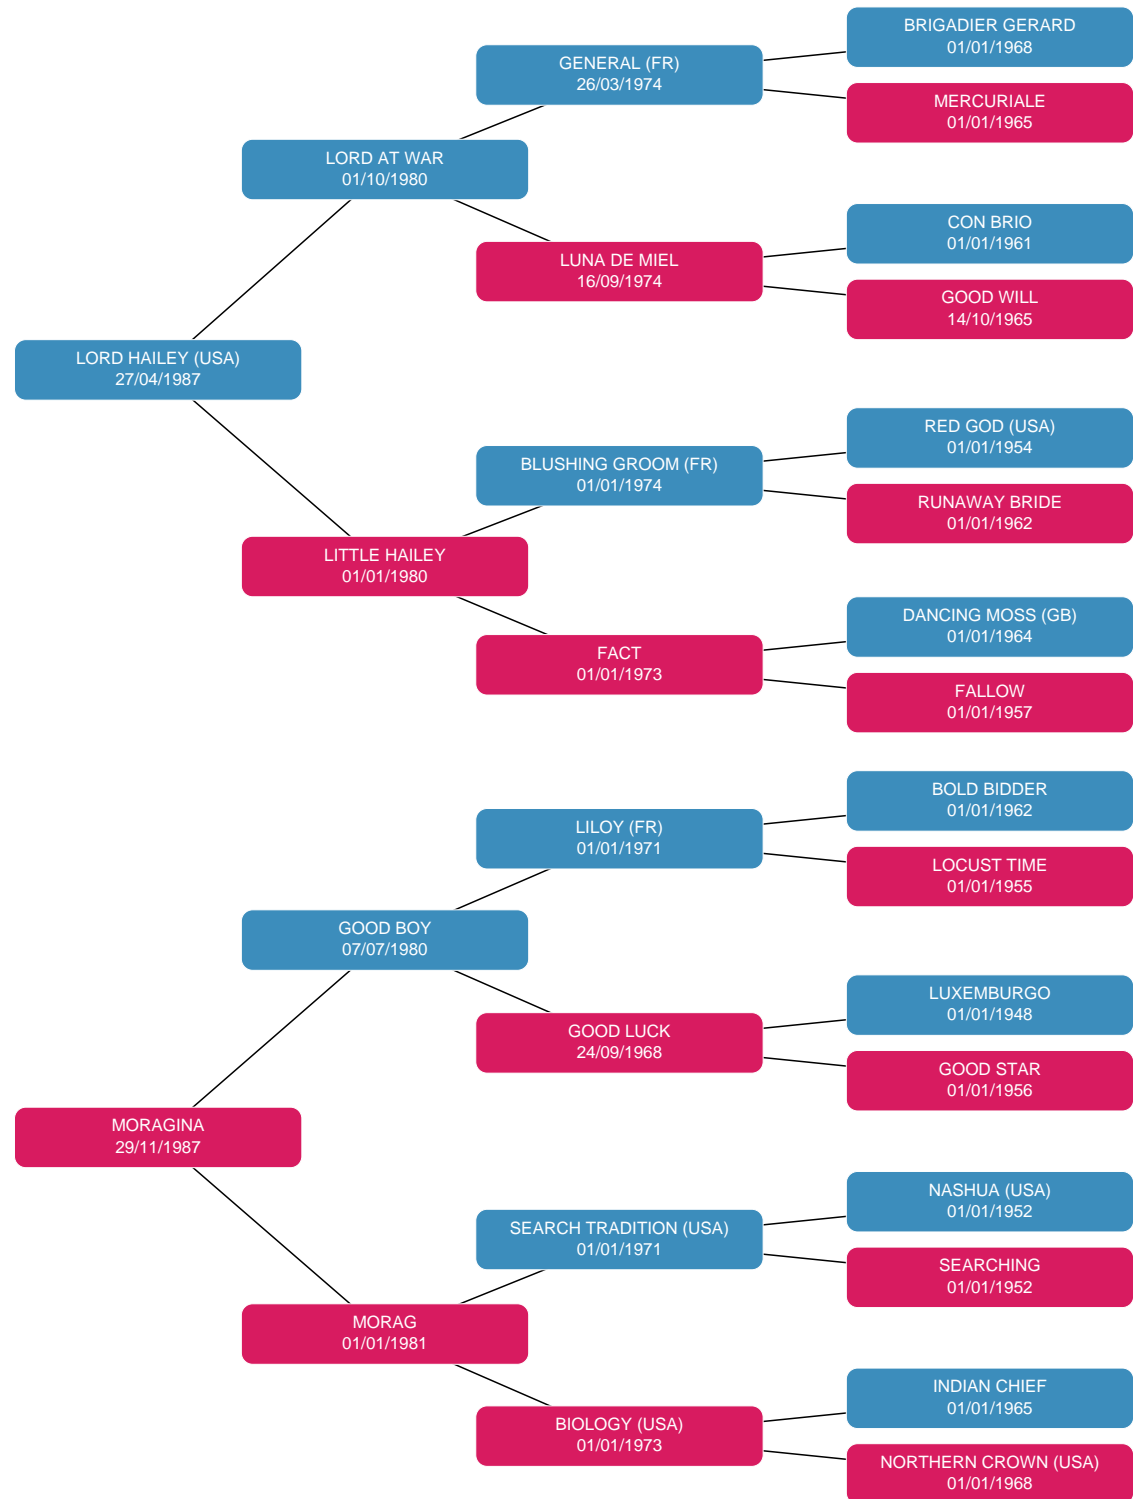 BRIGADIER GERARD
01/01/1968
GENERAL (FR)
26/03/1974
MERCURIALE
01/01/1965
LORD AT WAR
01/10/1980
CON BRIO
01/01/1961
LUNA DE MIEL
16/09/1974
GOOD WILL
14/10/1965
LORD HAILEY (USA)
27/04/1987
RED GOD (USA)
01/01/1954
BLUSHING GROOM (FR)
01/01/1974
RUNAWAY BRIDE
01/01/1962
LITTLE HAILEY
01/01/1980
DANCING MOSS (GB)
01/01/1964
FACT
01/01/1973
FALLOW
01/01/1957
BOLD BIDDER
01/01/1962
LILOY (FR)
01/01/1971
LOCUST TIME
01/01/1955
GOOD BOY
07/07/1980
LUXEMBURGO
01/01/1948
GOOD LUCK
24/09/1968
GOOD STAR
01/01/1956
MORAGINA
29/11/1987
NASHUA (USA)
01/01/1952
SEARCH TRADITION (USA)
01/01/1971
SEARCHING
01/01/1952
MORAG
01/01/1981
INDIAN CHIEF
01/01/1965
BIOLOGY (USA)
01/01/1973
NORTHERN CROWN (USA)
01/01/1968